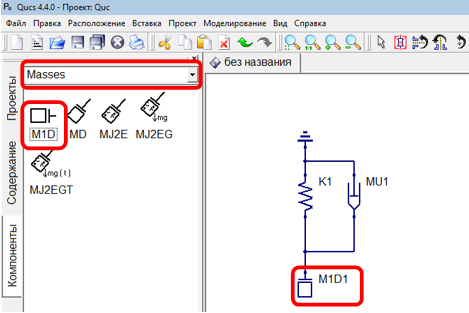 Qucs 4.4.0 - Проект: Quc
Файл Правка Расположение Вставка Проект Моделирование Вид Справка
без названия
Проекты
Содержание
Компоненты
Masses
M1D MD MJ2E MJ2EG
mg
MJ2EGT
mg(t)
K1 MU1
M1D1